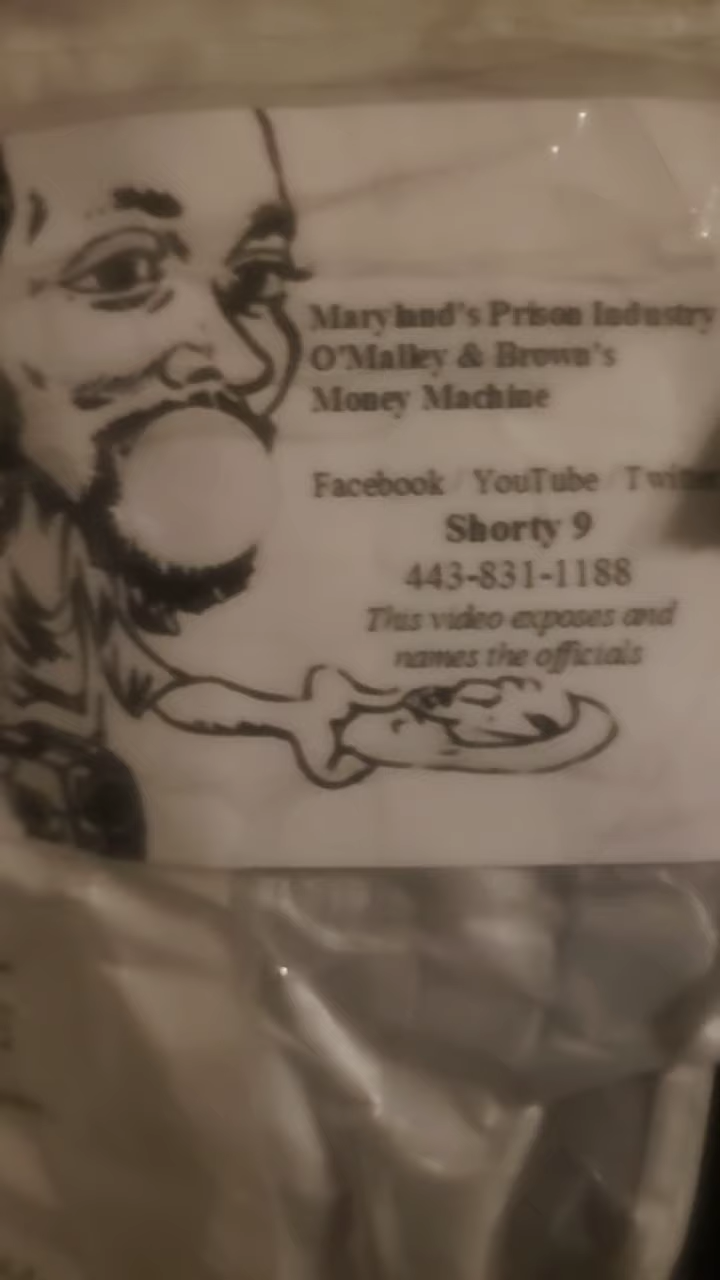 Maryland's Prison Industry
O'Malley & Brown's
Money Machine
Facebook / YouTube / Twitter
Shorty 9
443-831-1188
This video exposes and
names the officials